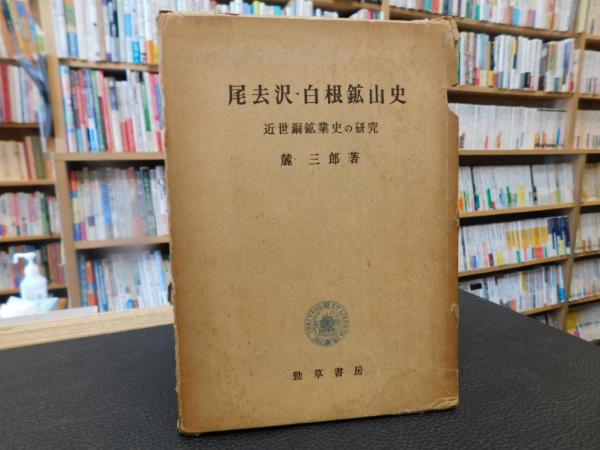 尾去沢・白根鉱山史
近世銅鉱業史の研究
麓 三郎 著
勁草書房